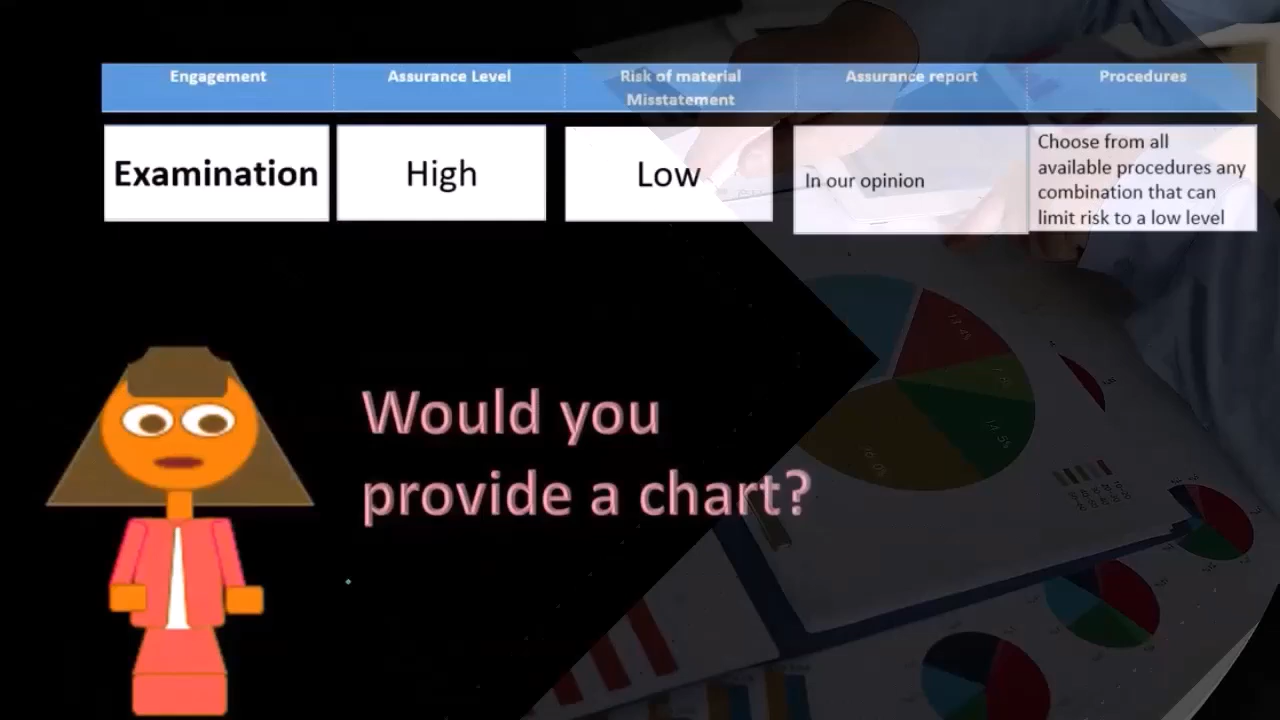 Engagement
Assurance Level
Risk of material
Misstatement
Assurance report
Procedures
Examination
High
Low
In our opinion
Choose from all
available procedures any
combination that can
limit risk to a low level
Would you
provide a chart?